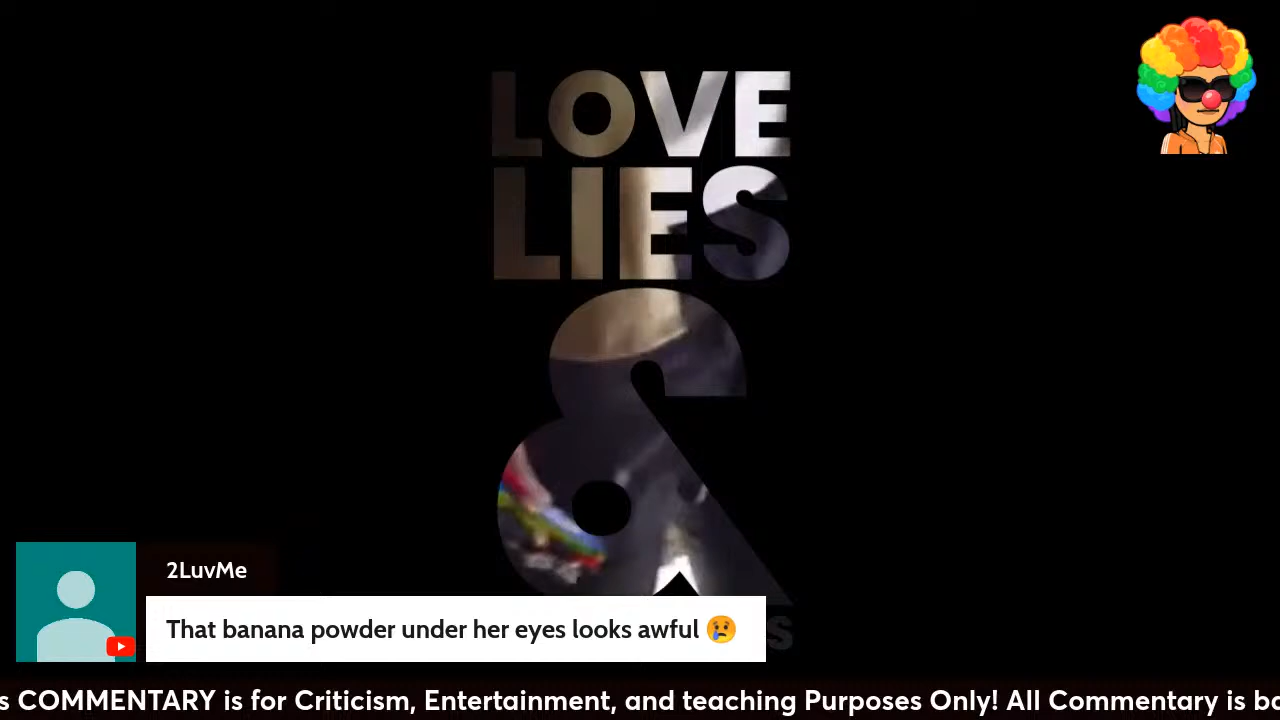 LOVE
LIES
&
S
2LuvMe
That banana powder under her eyes looks awful 😢
s COMMENTARY is for Criticism, Entertainment, and teaching Purposes Only! All Commentary is ba